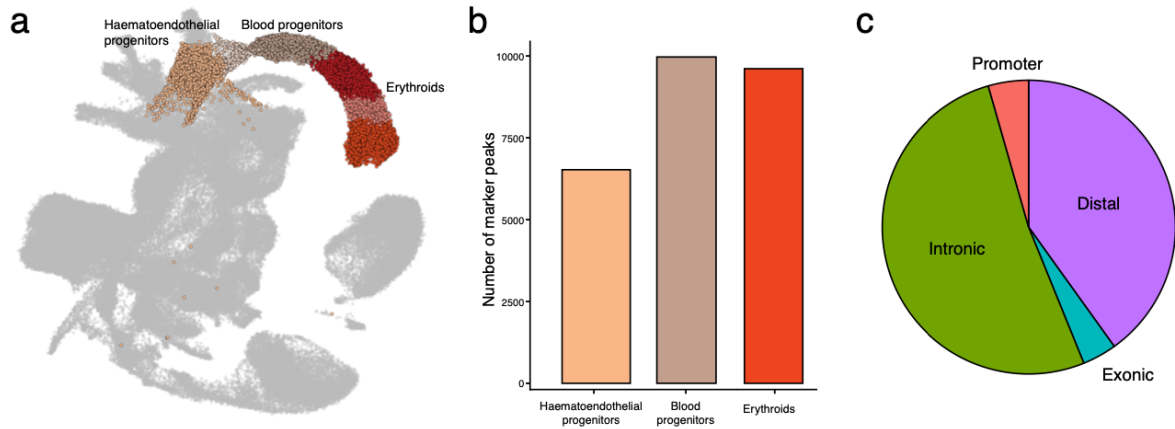 a
Haematoendothelial
progenitors
Blood progenitors
Erythroids
b
Number of marker peaks
10000
7500
5000
2500
0
Haematoendothelial
progenitors
Blood
progenitors
Erythroids
c
Promoter
Distal
Intronic
Exonic